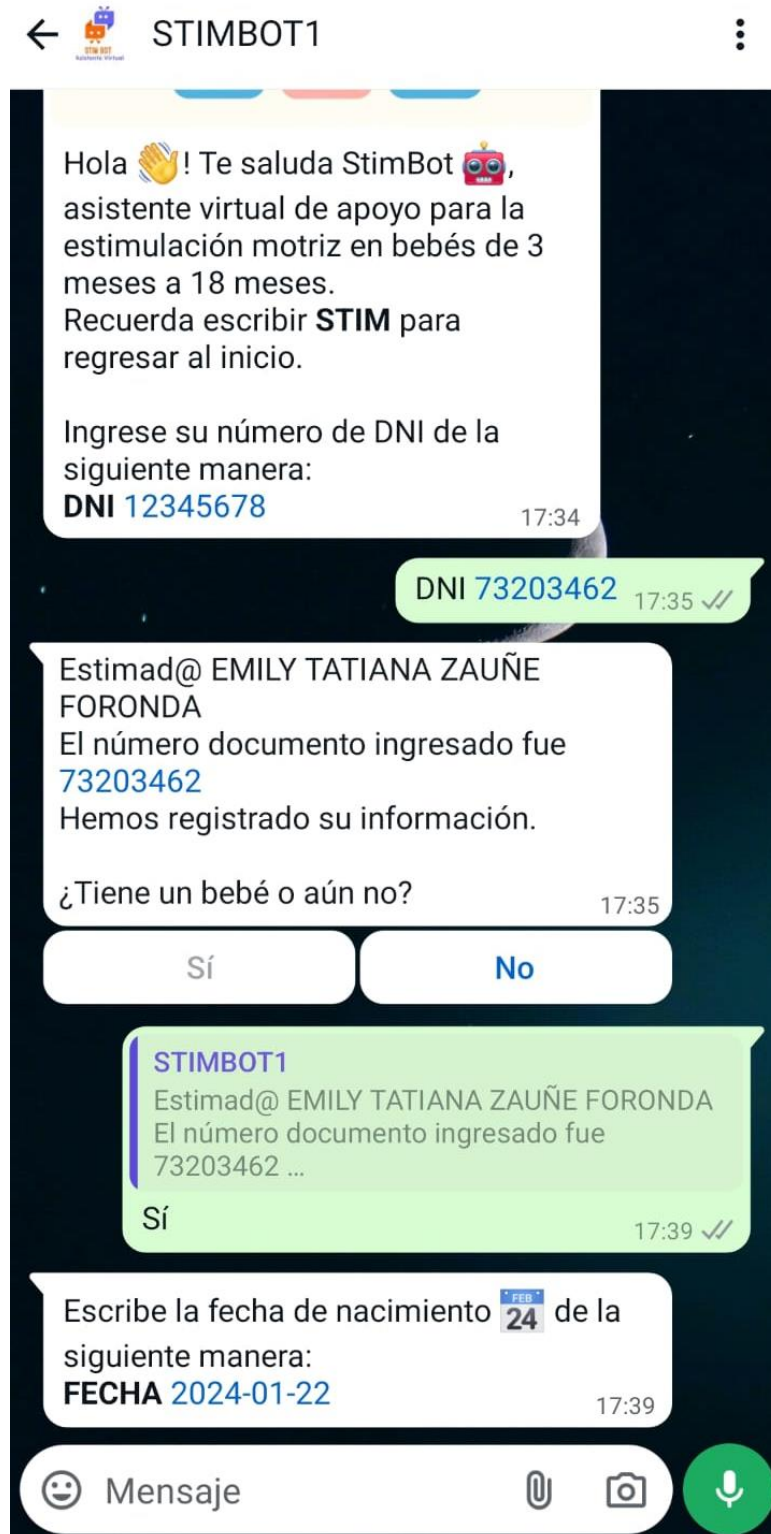 STIMBOT1
STIM BOT
Asistente Virtual
Hola 👋! Te saluda StimBot 🤖,
asistente virtual de apoyo para la
estimulación motriz en bebés de 3
meses a 18 meses.
Recuerda escribir STIM para
regresar al inicio.
Ingrese su número de DNI de la
siguiente manera:
DNI 12345678
17:34
DNI 73203462
17:35
Estimad@ EMILY TATIANA ZAUÑE
FORONDA
El número documento ingresado fue
73203462
Hemos registrado su información.
¿Tiene un bebé o aún no?
17:35
Sí
No
STIMBOT1
Estimad@ EMILY TATIANA ZAUÑE FORONDA
El número documento ingresado fue
73203462 ...
Sí
17:39
Escribe la fecha de nacimiento 📆 de la
FEB
24
siguiente manera:
FECHA 2024-01-22
17:39
Mensaje